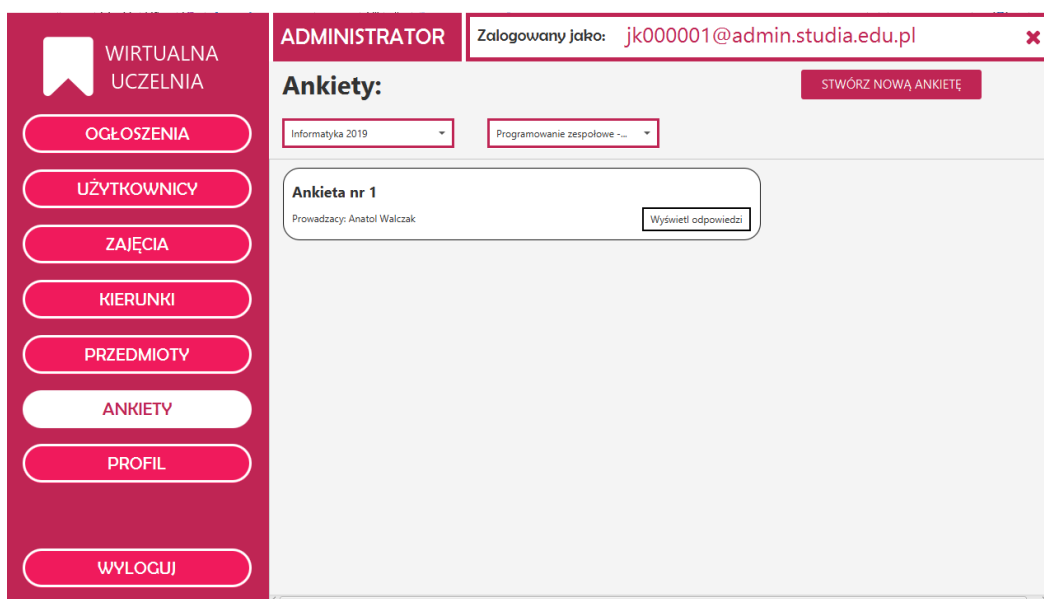 WIRTUALNA
UCZELNIA
OGŁOSZENIA
UŻYTKOWNICY
ZAJĘCIA
KIERUNKI
PRZEDMIOTY
ANKIETY
PROFIL
WYLOGUJ
ADMINISTRATOR
Zalogowany jako: jk000001@admin.studia.edu.pl
Ankiety:
STWÓRZ NOWĄ ANKIETĘ
Informatyka 2019
Programowanie zespołowe -...
Ankieta nr 1
Prowadzacy: Anatol Walczak
Wyświetl odpowiedzi